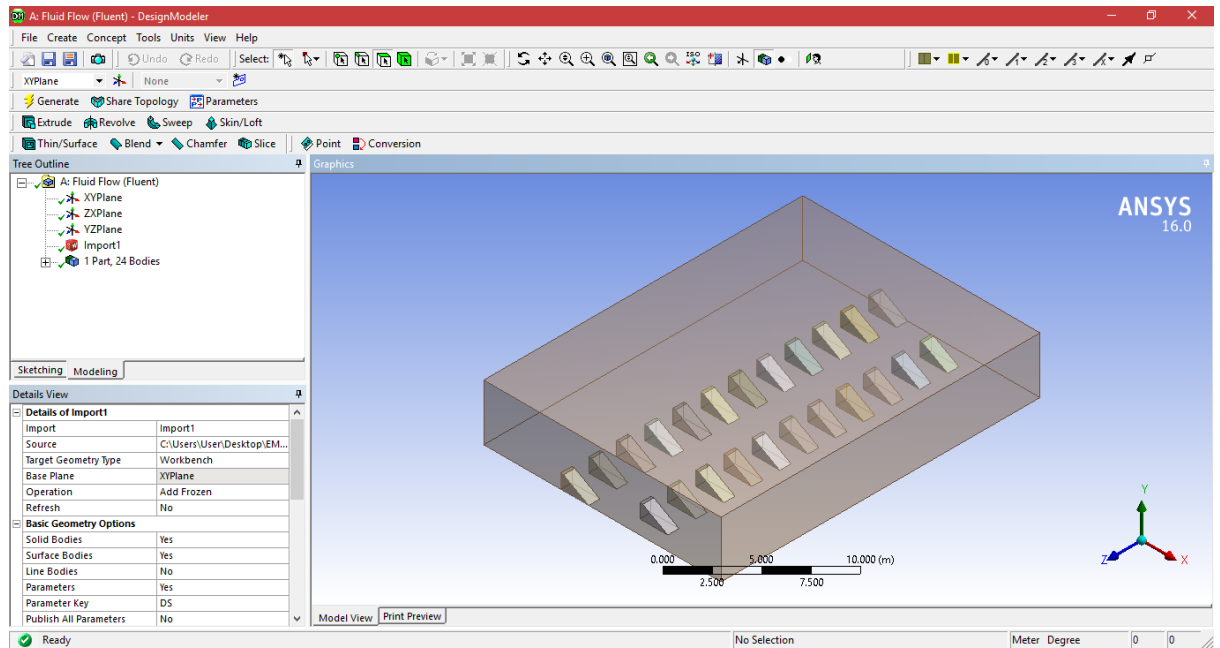 A: Fluid Flow (Fluent) - DesignModeler
File Create Concept Tools Units View Help
Undo Redo Select:
XYPlane None
Generate Share Topology Parameters
Extrude Revolve Sweep Skin/Loft
Thin/Surface Blend Chamfer Slice Point Conversion
Tree Outline
A: Fluid Flow (Fluent)
XYPlane
ZXPlane
YZPlane
Import1
1 Part, 24 Bodies
Sketching Modeling
Details View
Details of Import1
Import Import1
Source C:\Users\User\Desktop\EM...
Target Geometry Type Workbench
Base Plane XYPlane
Operation Add Frozen
Refresh No
Basic Geometry Options
Solid Bodies Yes
Surface Bodies Yes
Line Bodies No
Parameters Yes
Parameter Key DS
Publish All Parameters No
Graphics
ANSYS
16.0
0.000 5.000 10.000 (m)
2.500 7.500
Y
Z X
Model View Print Preview
Ready No Selection Meter Degree 0 0